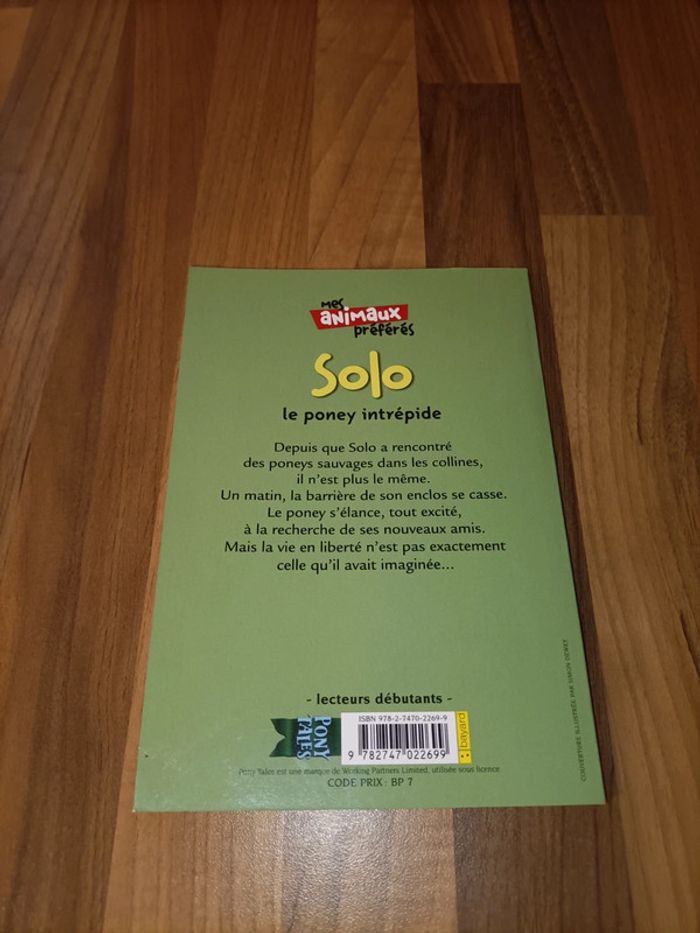 mes
animaux
préférés
Solo
le poney intrépide
Depuis que Solo a rencontré
des poneys sauvages dans les collines,
il n'est plus le même.
Un matin, la barrière de son enclos se casse.
Le poney s'élance, tout excité,
à la recherche de ses nouveaux amis.
Mais la vie en liberté n'est pas exactement
celle qu'il avait imaginée...
- lecteurs débutants -
PONY
TALES
ISBN 978-2-7470-2269-9
9 782747 022699
bayard
Pony Tales est une marque de Working Partners Limited, utilisée sous licence
CODE PRIX : BP 7
COUVERTURE ILLUSTRÉE PAR SIMON DEWEY